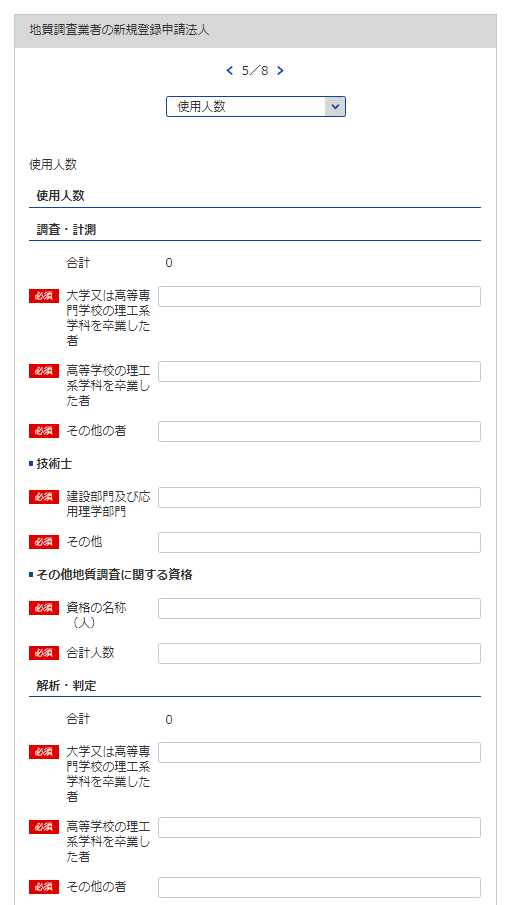 地質調査業者の新規登録申請法人
5／8
使用人数
使用人数
使用人数
調査・計測
合計 0
必須 大学又は高等専
門学校の理工系
学科を卒業した
者
必須 高等学校の理工
系学科を卒業し
た者
必須 その他の者
技術士
必須 建設部門及び応
用理学部門
必須 その他
その他地質調査に関する資格
必須 資格の名称
（人）
必須 合計人数
解析・判定
合計 0
必須 大学又は高等専
門学校の理工系
学科を卒業した
者
必須 高等学校の理工
系学科を卒業し
た者
必須 その他の者